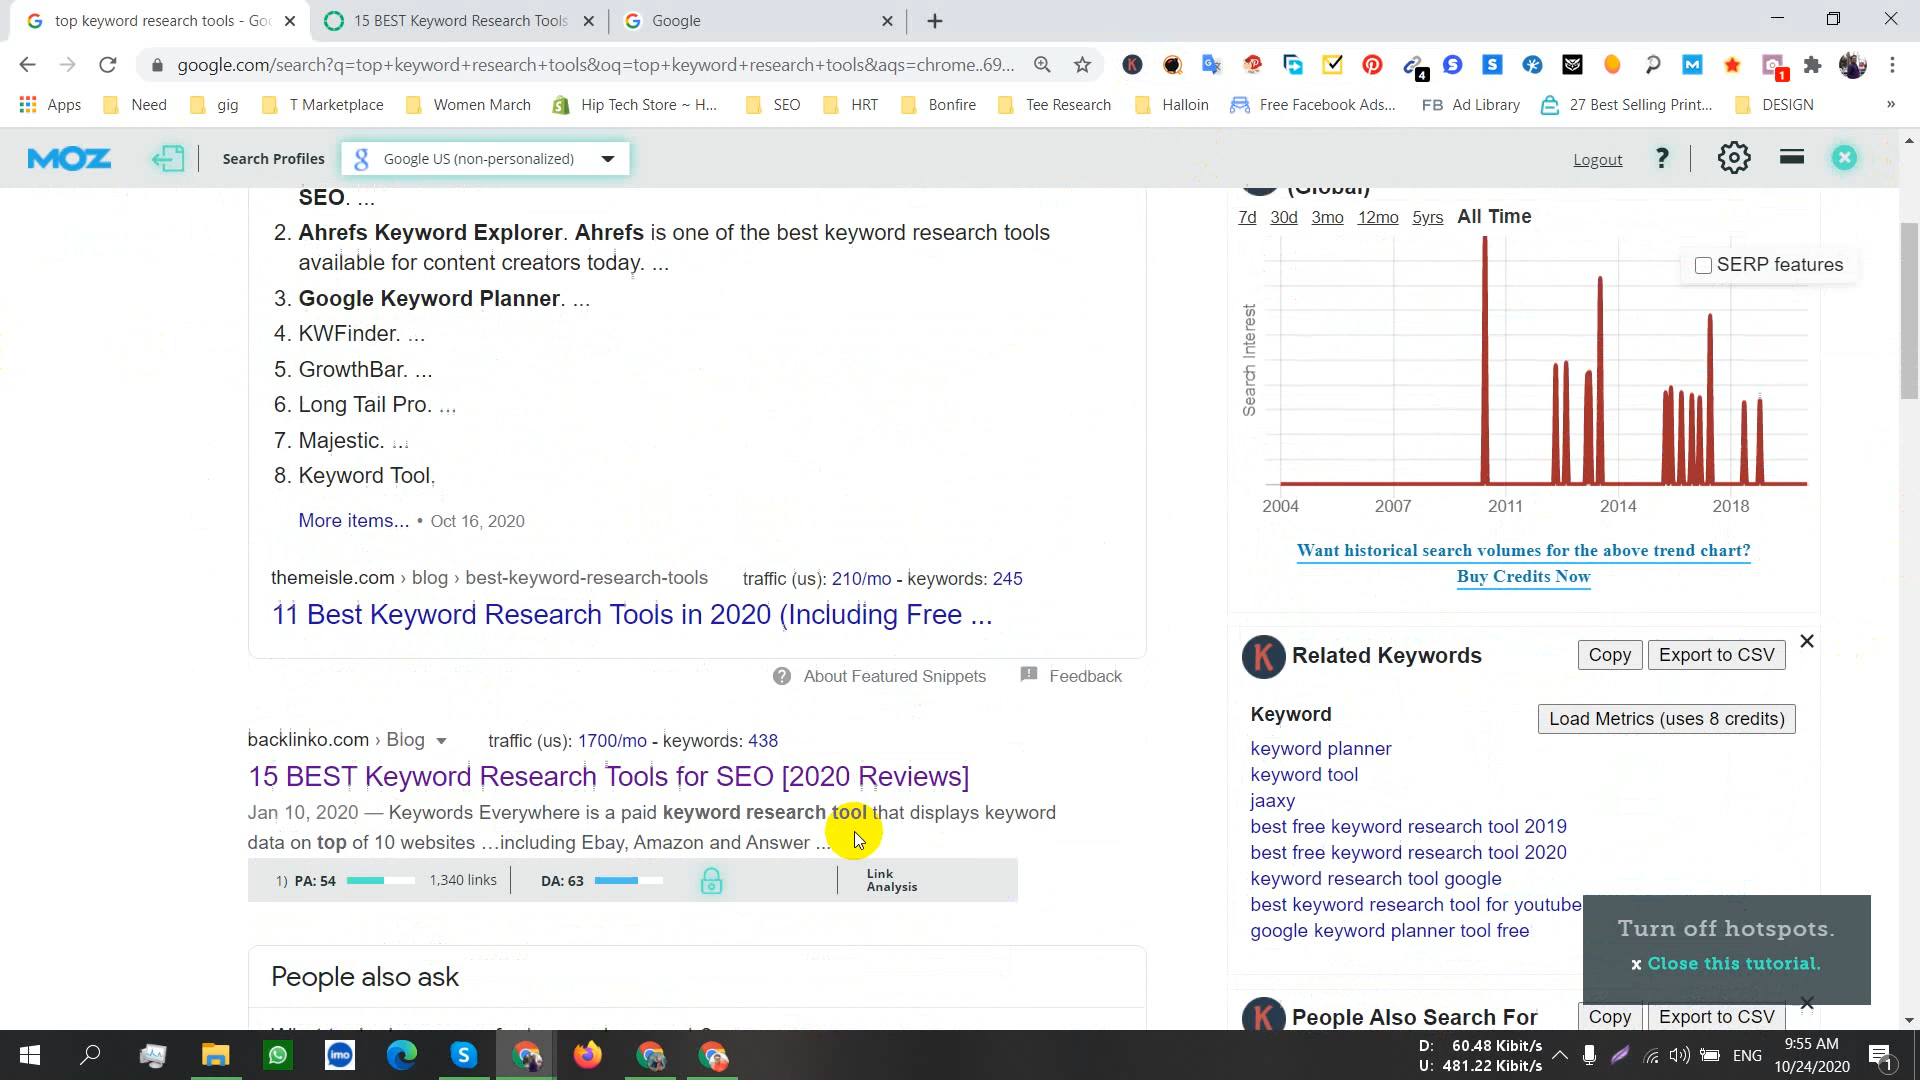 top keyword research tools - Goo
15 BEST Keyword Research Tools
Google
google.com/search?q=top+keyword+research+tools&oq=top+keyword+research+tools&aqs=chrome..69...
4
1
Apps
Need
gig
T Marketplace
Women March
Hip Tech Store ~ H...
SEO
HRT
Bonfire
Tee Research
Halloin
Free Facebook Ads...
FB Ad Library
27 Best Selling Print...
DESIGN
»
MOZ
Search Profiles
Google US (non-personalized)
Logout
?
SEO. ...
2. Ahrefs Keyword Explorer. Ahrefs is one of the best keyword research tools
available for content creators today. ...
3. Google Keyword Planner. ...
4. KWFinder. ...
5. GrowthBar. ...
6. Long Tail Pro. ...
7. Majestic. ...
8. Keyword Tool.
More items... • Oct 16, 2020
themeisle.com › blog › best-keyword-research-tools traffic (us): 210/mo - keywords: 245
11 Best Keyword Research Tools in 2020 (Including Free ...
About Featured Snippets
Feedback
backlinko.com › Blog traffic (us): 1700/mo - keywords: 438
15 BEST Keyword Research Tools for SEO [2020 Reviews]
Jan 10, 2020 — Keywords Everywhere is a paid keyword research tool that displays keyword
data on top of 10 websites ...including Ebay, Amazon and Answer ...
1) PA: 54 1,340 links DA: 63
Link
Analysis
People also ask
(Global)
7d 30d 3mo 12mo 5yrs All Time
SERP features
Search Interest
2004 2007 2011 2014 2018
Want historical search volumes for the above trend chart?
Buy Credits Now
K Related Keywords Copy Export to CSV
Keyword Load Metrics (uses 8 credits)
keyword planner
keyword tool
jaaxy
best free keyword research tool 2019
best free keyword research tool 2020
keyword research tool google
best keyword research tool for youtube
google keyword planner tool free
Turn off hotspots.
x Close this tutorial.
K People Also Search For Copy Export to CSV
imo
D: 60.48 Kibit/s
U: 481.22 Kibit/s
ENG
9:55 AM
10/24/2020
1